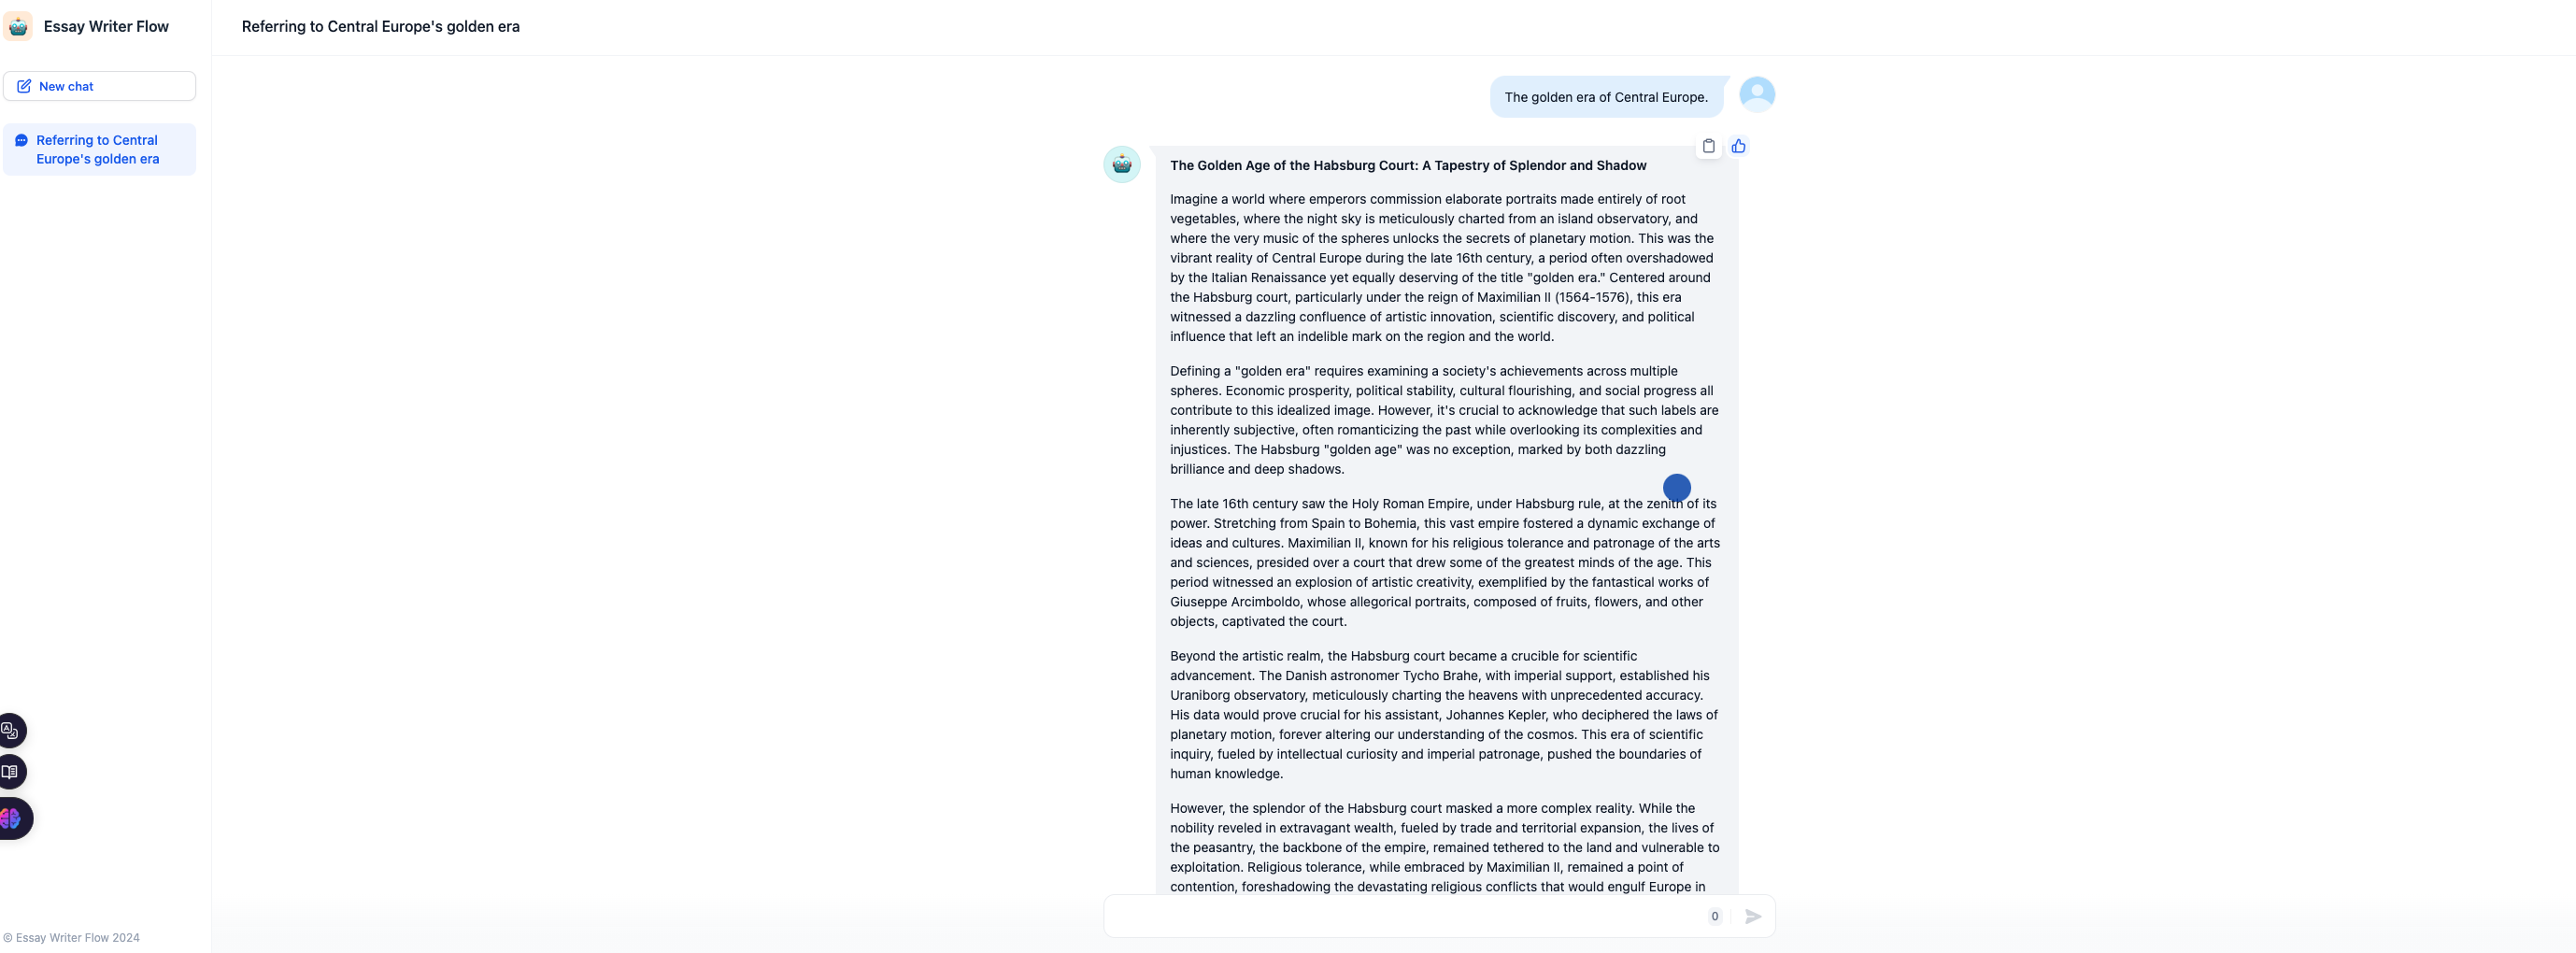 Essay Writer Flow
New chat
Referring to Central
Europe's golden era
© Essay Writer Flow 2024
Referring to Central Europe's golden era
The golden era of Central Europe.
The Golden Age of the Habsburg Court: A Tapestry of Splendor and Shadow
Imagine a world where emperors commission elaborate portraits made entirely of root
vegetables, where the night sky is meticulously charted from an island observatory, and
where the very music of the spheres unlocks the secrets of planetary motion. This was the
vibrant reality of Central Europe during the late 16th century, a period often overshadowed
by the Italian Renaissance yet equally deserving of the title "golden era." Centered around
the Habsburg court, particularly under the reign of Maximilian II (1564-1576), this era
witnessed a dazzling confluence of artistic innovation, scientific discovery, and political
influence that left an indelible mark on the region and the world.
Defining a "golden era" requires examining a society's achievements across multiple
spheres. Economic prosperity, political stability, cultural flourishing, and social progress all
contribute to this idealized image. However, it's crucial to acknowledge that such labels are
inherently subjective, often romanticizing the past while overlooking its complexities and
injustices. The Habsburg "golden age" was no exception, marked by both dazzling
brilliance and deep shadows.
The late 16th century saw the Holy Roman Empire, under Habsburg rule, at the zenith of its
power. Stretching from Spain to Bohemia, this vast empire fostered a dynamic exchange of
ideas and cultures. Maximilian II, known for his religious tolerance and patronage of the arts
and sciences, presided over a court that drew some of the greatest minds of the age. This
period witnessed an explosion of artistic creativity, exemplified by the fantastical works of
Giuseppe Arcimboldo, whose allegorical portraits, composed of fruits, flowers, and other
objects, captivated the court.
Beyond the artistic realm, the Habsburg court became a crucible for scientific
advancement. The Danish astronomer Tycho Brahe, with imperial support, established his
Uraniborg observatory, meticulously charting the heavens with unprecedented accuracy.
His data would prove crucial for his assistant, Johannes Kepler, who deciphered the laws of
planetary motion, forever altering our understanding of the cosmos. This era of scientific
inquiry, fueled by intellectual curiosity and imperial patronage, pushed the boundaries of
human knowledge.
However, the splendor of the Habsburg court masked a more complex reality. While the
nobility reveled in extravagant wealth, fueled by trade and territorial expansion, the lives of
the peasantry, the backbone of the empire, remained tethered to the land and vulnerable to
exploitation. Religious tolerance, while embraced by Maximilian II, remained a point of
contention, foreshadowing the devastating religious conflicts that would engulf Europe in
0